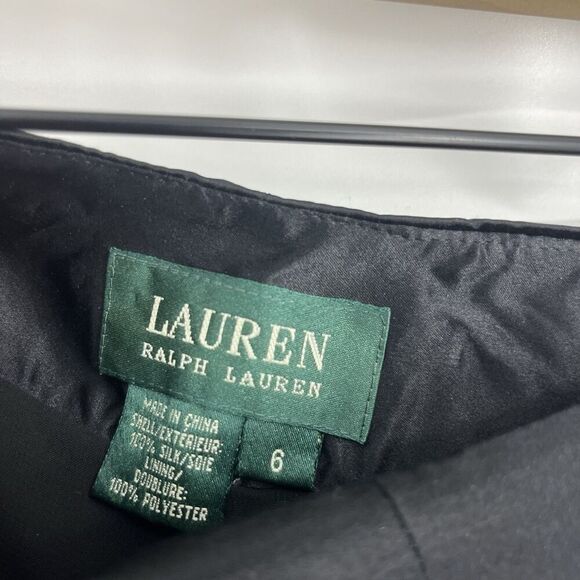 LAUREN
RALPH LAUREN
MADE IN CHINA
SHELL/EXTERIEUR:
100% SILK/SOIE
LINING/
DOUBLURE:
100% POLYESTER
6